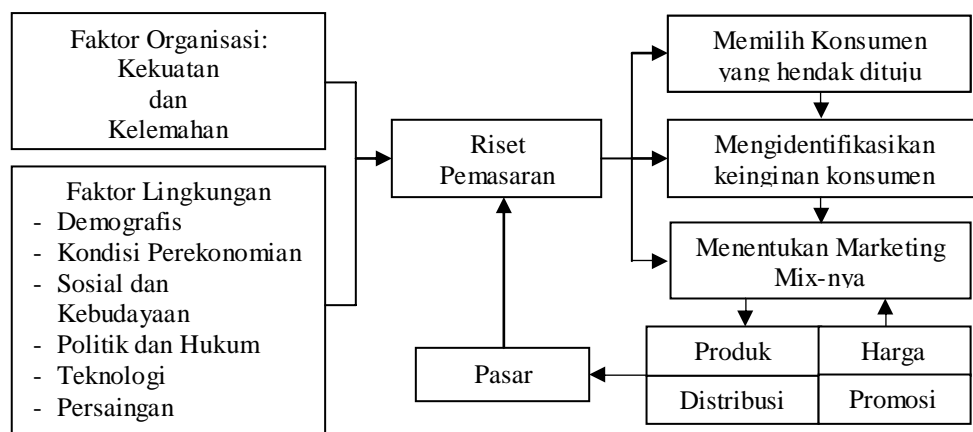 Faktor Organisasi:
Kekuatan
dan
Kelemahan
Faktor Lingkungan
- Demografis
- Kondisi Perekonomian
- Sosial dan
Kebudayaan
- Politik dan Hukum
- Teknologi
- Persaingan
Riset
Pemasaran
Pasar
Memilih Konsumen
yang hendak dituju
Mengidentifikasikan
keinginan konsumen
Menentukan Marketing
Mix-nya
Produk
Harga
Distribusi
Promosi